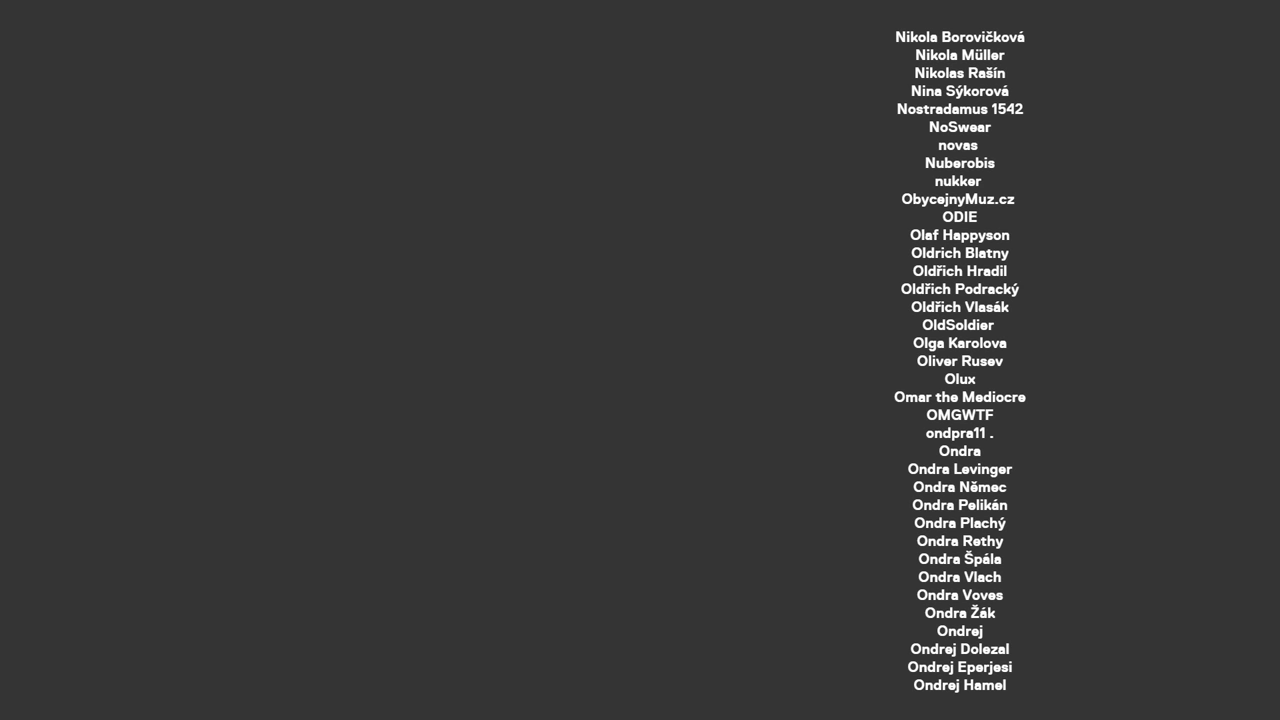 Nikola Borovičková
Nikola Müller
Nikolas Rašín
Nina Sýkorová
Nostradamus 1542
NoSwear
novas
Nuberobis
nukker
ObycejnyMuz.cz
ODIE
Olaf Happyson
Oldrich Blatny
Oldřich Hradil
Oldřich Podracký
Oldřich Vlasák
OldSoldier
Olga Karolova
Oliver Rusev
Olux
Omar the Mediocre
OMGWTF
ondpra11 .
Ondra
Ondra Levinger
Ondra Němec
Ondra Pelikán
Ondra Plachý
Ondra Rethy
Ondra Špála
Ondra Vlach
Ondra Voves
Ondra Žák
Ondrej
Ondrej Dolezal
Ondrej Eperjesi
Ondrej Hamel